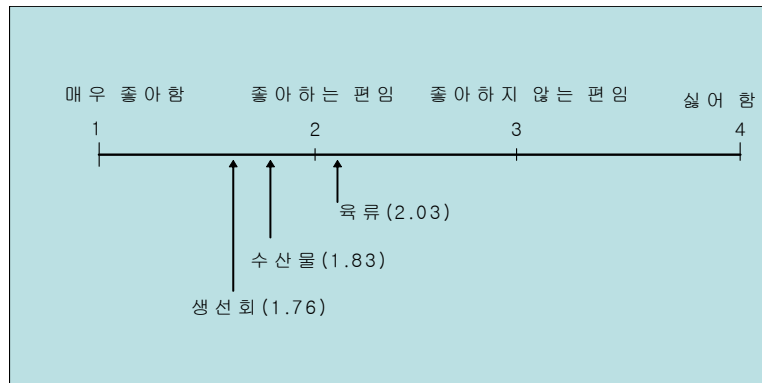 매우 좋아함 좋아하는 편임 좋아하지 않는 편임 싫어 함
1 2 3 4
육류(2.03)
수산물(1.83)
생선회(1.76)